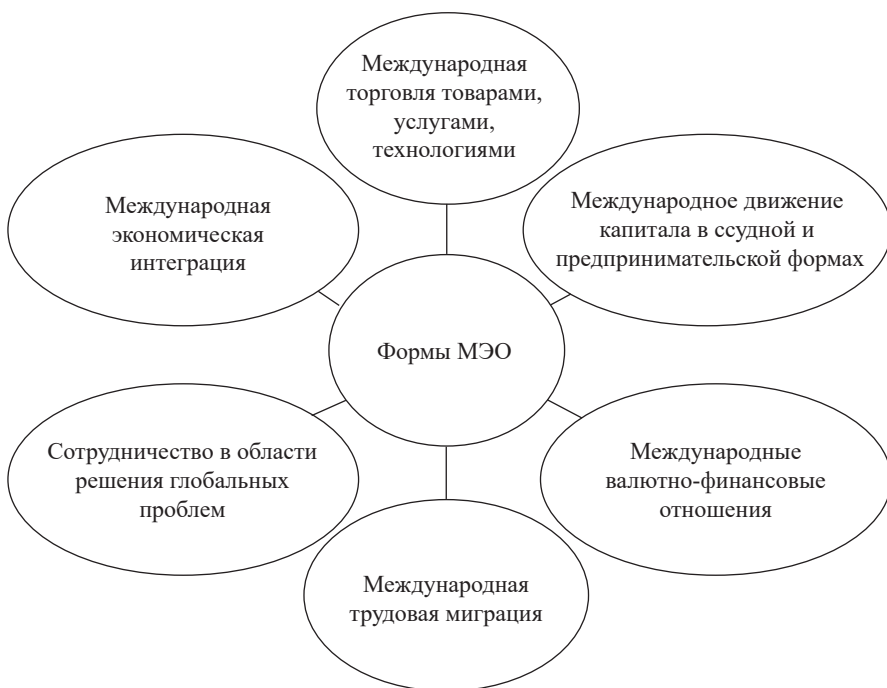 Международная
торговля товарами,
услугами,
технологиями
Международная
экономическая
интеграция
Международное движение
капитала в ссудной и
предпринимательской формах
Формы МЭО
Сотрудничество в области
решения глобальных
проблем
Международные
валютно-финансовые
отношения
Международная
трудовая миграция